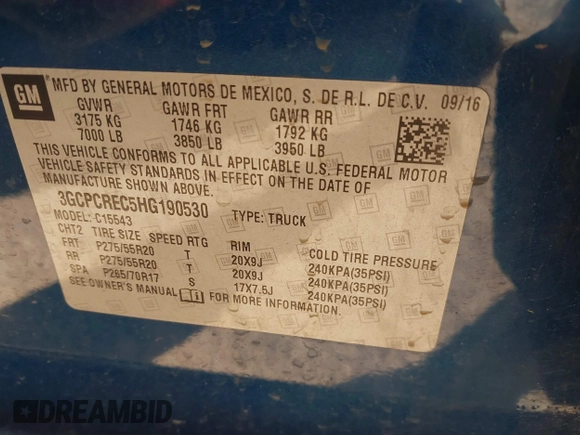 GM
MFD BY GENERAL MOTORS DE MEXICO, S. DE R.L. DE C.V. 09/16
GVWR GAWR FRT GAWR RR
3175 KG 1746 KG 1792 KG
7000 LB 3850 LB 3950 LB
THIS VEHICLE CONFORMS TO ALL APPLICABLE U.S. FEDERAL MOTOR
VEHICLE SAFETY STANDARDS IN EFFECT ON THE DATE OF
MANUFACTURE SHOWN ABOVE.
3GCPCREC5HG190530 TYPE: TRUCK
MODEL: C15543
CHT2 TIRE SIZE SPEED RTG RIM COLD TIRE PRESSURE
FRT P275/55R20 T 20X9J 240KPA(35PSI)
RR P275/55R20 T 20X9J 240KPA(35PSI)
SPA P265/70R17 S 17X7.5J 240KPA(35PSI)
SEE OWNER'S MANUAL FOR MORE INFORMATION.
DREAMBID